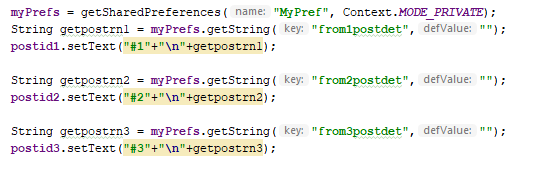 myPrefs = getSharedPreferences( name: "MyPref", Context.MODE_PRIVATE);
String getpostrn1 = myPrefs.getString( key: "from1postdet", defValue: "");
postid1.setText("#1"+"\n"+getpostrn1);
String getpostrn2 = myPrefs.getString( key: "from2postdet", defValue: "");
postid2.setText("#2"+"\n"+getpostrn2);
String getpostrn3 = myPrefs.getString( key: "from3postdet", defValue: "");
postid3.setText("#3"+"\n"+getpostrn3);